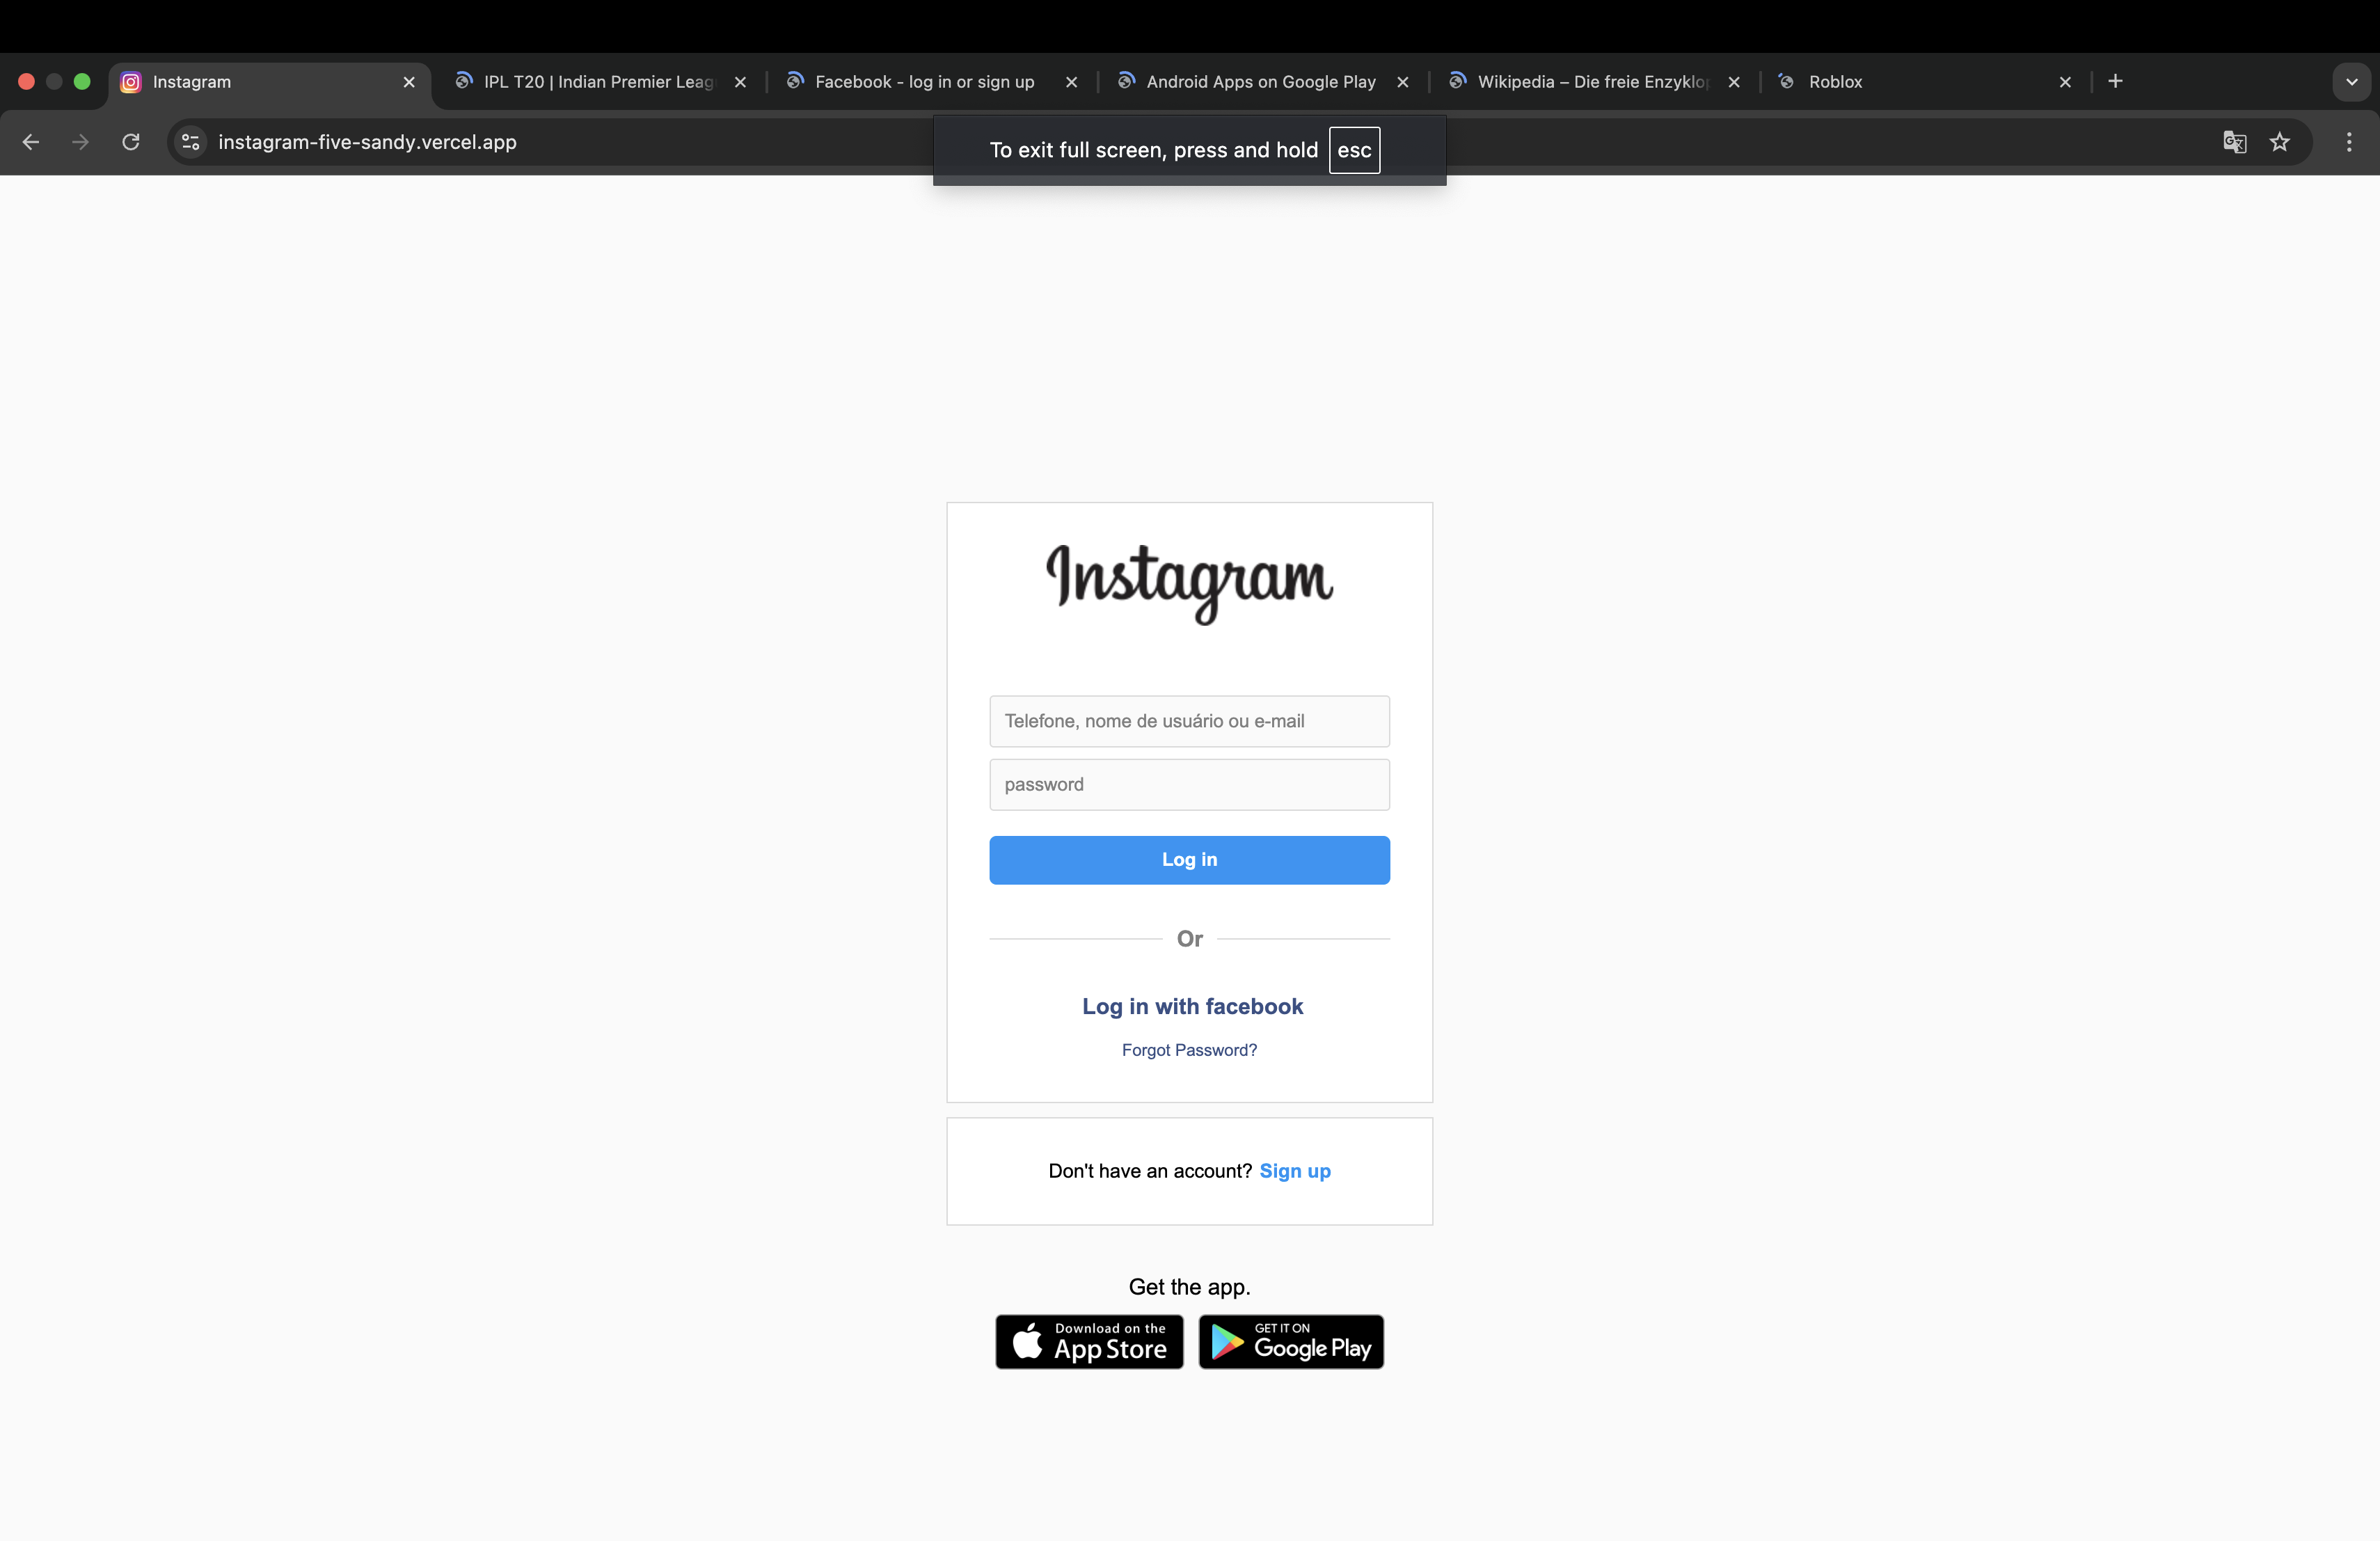 Instagram
IPL T20 | Indian Premier Leag
Facebook - log in or sign up
Android Apps on Google Play
Wikipedia – Die freie Enzyklo
Roblox
instagram-five-sandy.vercel.app
To exit full screen, press and hold esc
Instagram
Telefone, nome de usuário ou e-mail
password
Log in
Or
Log in with facebook
Forgot Password?
Don't have an account? Sign up
Get the app.
Download on the
App Store
GET IT ON
Google Play